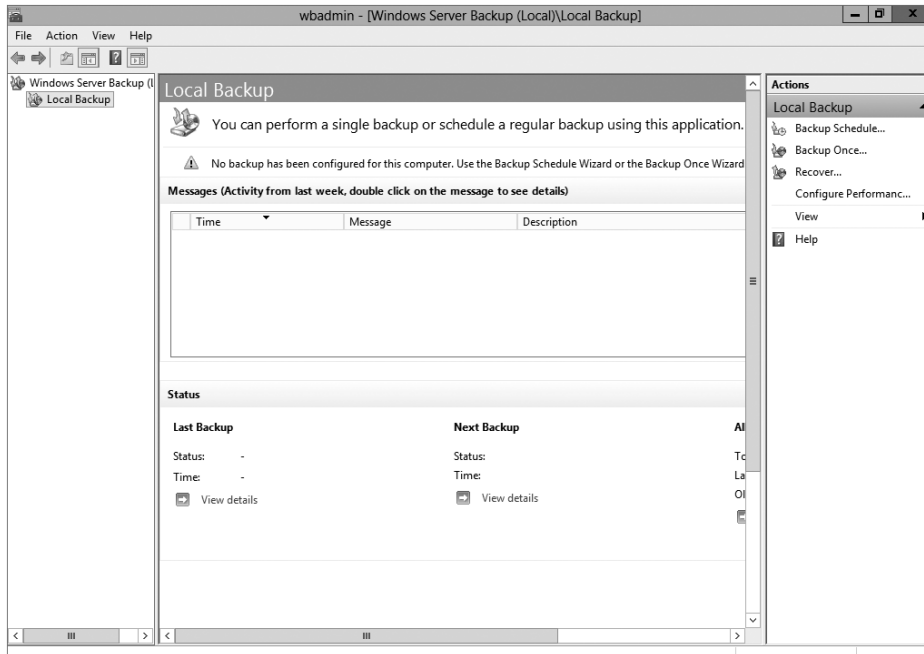 wbadmin - [Windows Server Backup (Local)\Local Backup]
File Action View Help
Windows Server Backup (L
Local Backup
Local Backup
You can perform a single backup or schedule a regular backup using this application.
No backup has been configured for this computer. Use the Backup Schedule Wizard or the Backup Once Wizard
Messages (Activity from last week, double click on the message to see details)
Time Message Description
Status
Last Backup
Status: -
Time: -
View details
Next Backup
Status:
Time:
View details
Al
To
La
Ol
Actions
Local Backup
Backup Schedule...
Backup Once...
Recover...
Configure Performanc...
View
Help